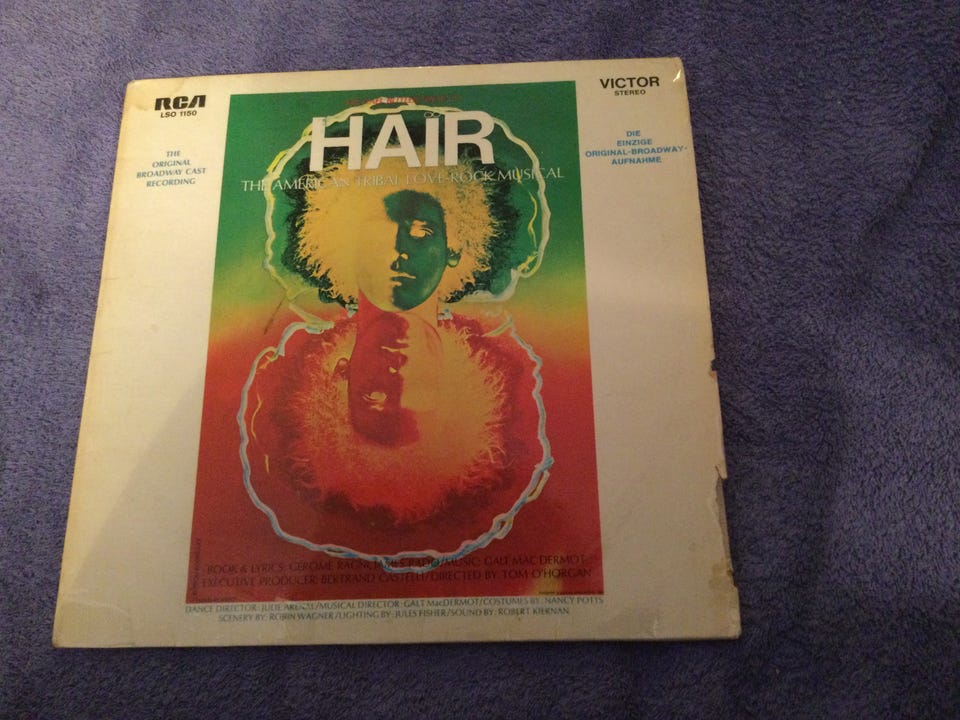 RCA
LSO 1150
VICTOR
STEREO
THE
ORIGINAL
BROADWAY CAST
RECORDING
DIE
EINZIGE
ORIGINAL-BROADWAY-
AUFNAHME
HAIR
THE AMERICAN TRIBAL LOVE-ROCK MUSICAL
BOOK & LYRICS: GEROME RAGNI, JAMES RADO/MUSIC: GALT MAC DERMOT
EXECUTIVE PRODUCER: BERTRAND CASTELLI/DIRECTED BY: TOM O'HORGAN
DANCE DIRECTOR: JULIE ARENAL/MUSICAL DIRECTOR: GALT MacDERMOT/COSTUMES BY: NANCY POTTS
SCENERY BY: ROBIN WAGNER/LIGHTING BY: JULES FISHER/SOUND BY: ROBERT KIERNAN